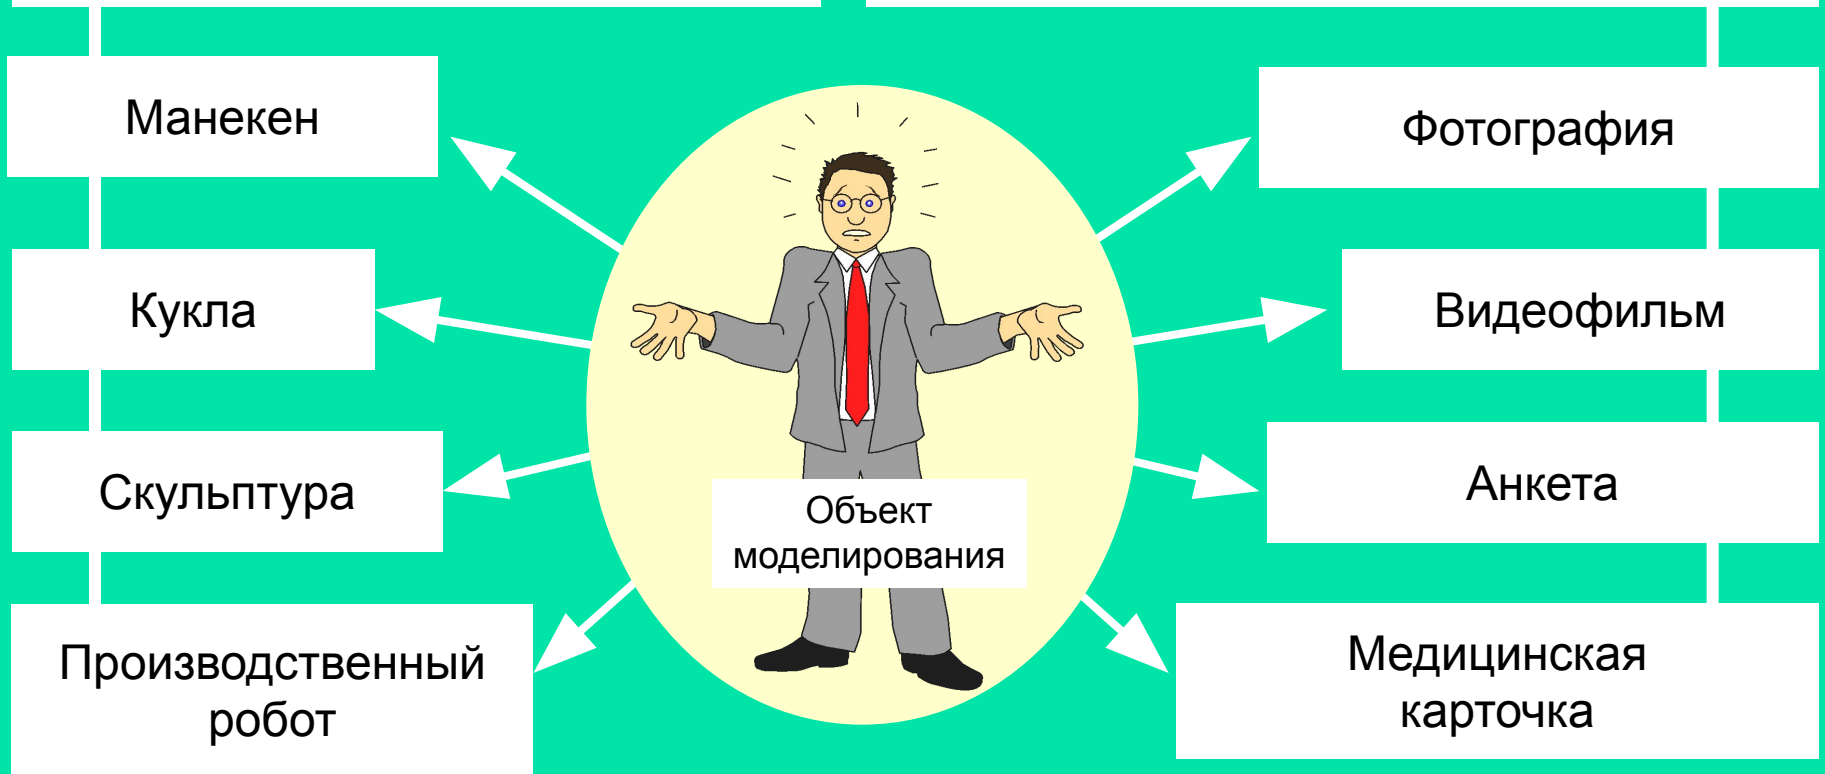 Манекен
Кукла
Скульптура
Производственный
робот
Объект
моделирования
Фотография
Видеофильм
Анкета
Медицинская
карточка